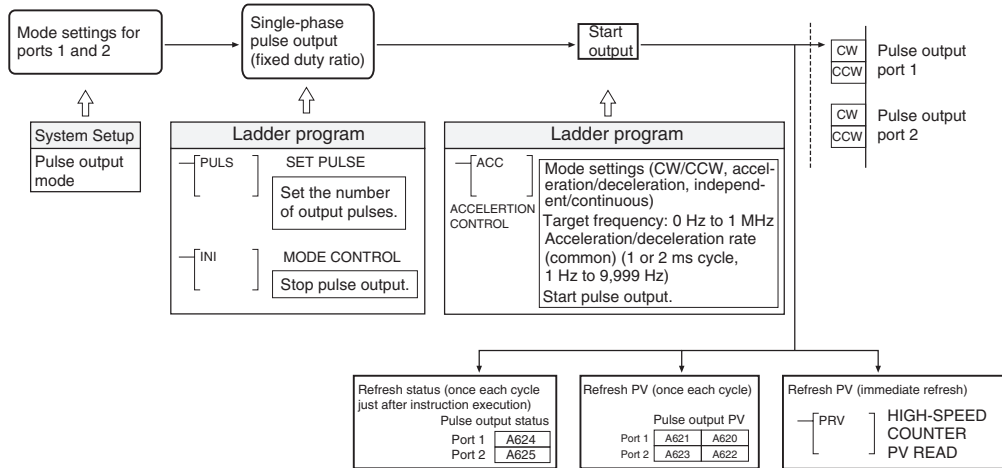 Mode settings for
ports 1 and 2
Single-phase
pulse output
(fixed duty ratio)
Start
output
CW
CCW
Pulse output
port 1
CW
CCW
Pulse output
port 2
System Setup
Pulse output
mode
Ladder program
PULS
SET PULSE
Set the number
of output pulses.
INI
MODE CONTROL
Stop pulse output.
Ladder program
ACC
ACCELERTION
CONTROL
Mode settings (CW/CCW, accel-
eration/deceleration, independ-
ent/continuous)
Target frequency: 0 Hz to 1 MHz
Acceleration/deceleration rate
(common) (1 or 2 ms cycle,
1 Hz to 9,999 Hz)
Start pulse output.
Refresh status (once each cycle
just after instruction execution)
Pulse output status
Port 1 A624
Port 2 A625
Refresh PV (once each cycle)
Pulse output PV
Port 1 A621 A620
Port 2 A623 A622
Refresh PV (immediate refresh)
PRV
HIGH-SPEED
COUNTER
PV READ